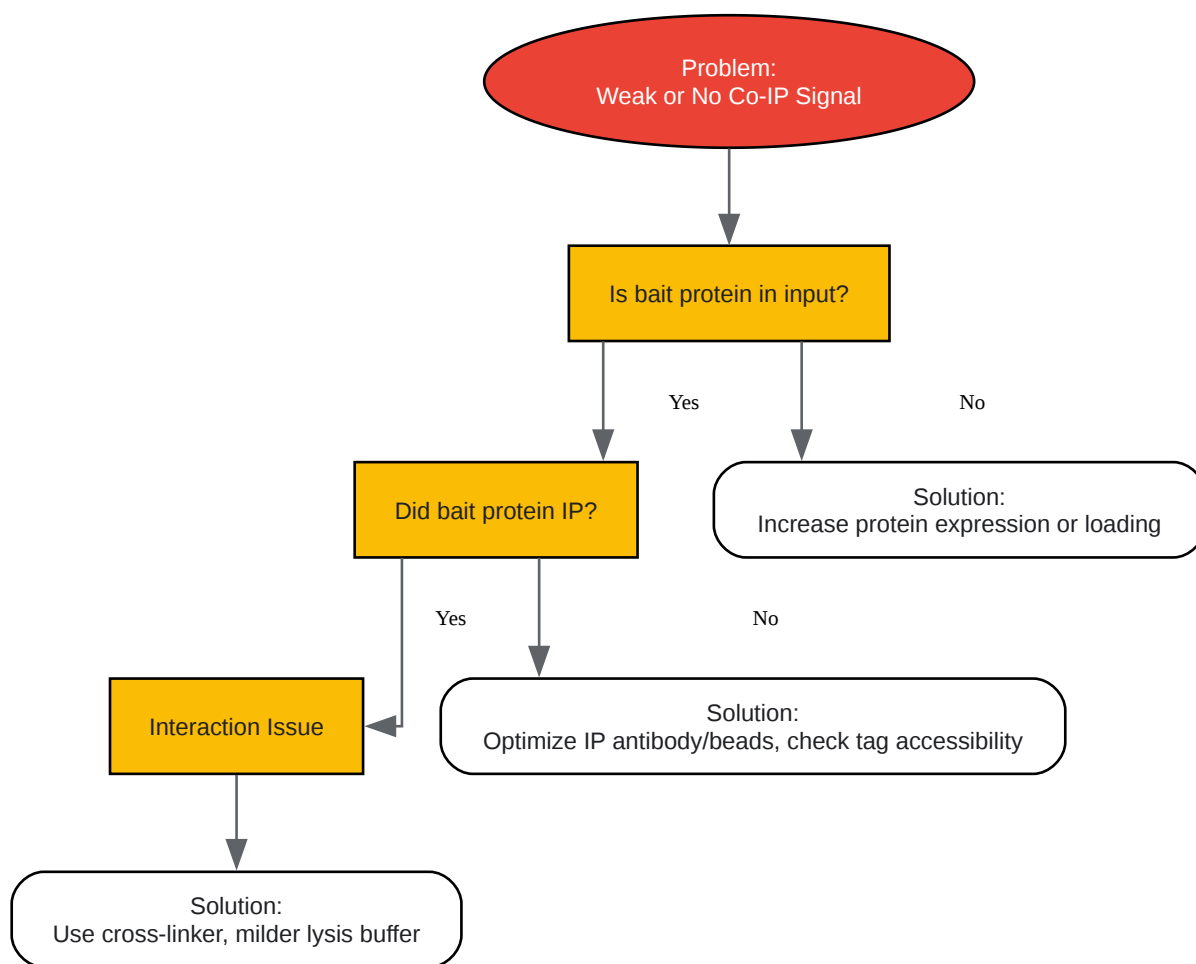 Problem:
Weak or No Co-IP Signal
Is bait protein in input?
Yes
No
Did bait protein IP?
Solution:
Increase protein expression or loading
Yes
No
Interaction Issue
Solution:
Optimize IP antibody/beads, check tag accessibility
Solution:
Use cross-linker, milder lysis buffer